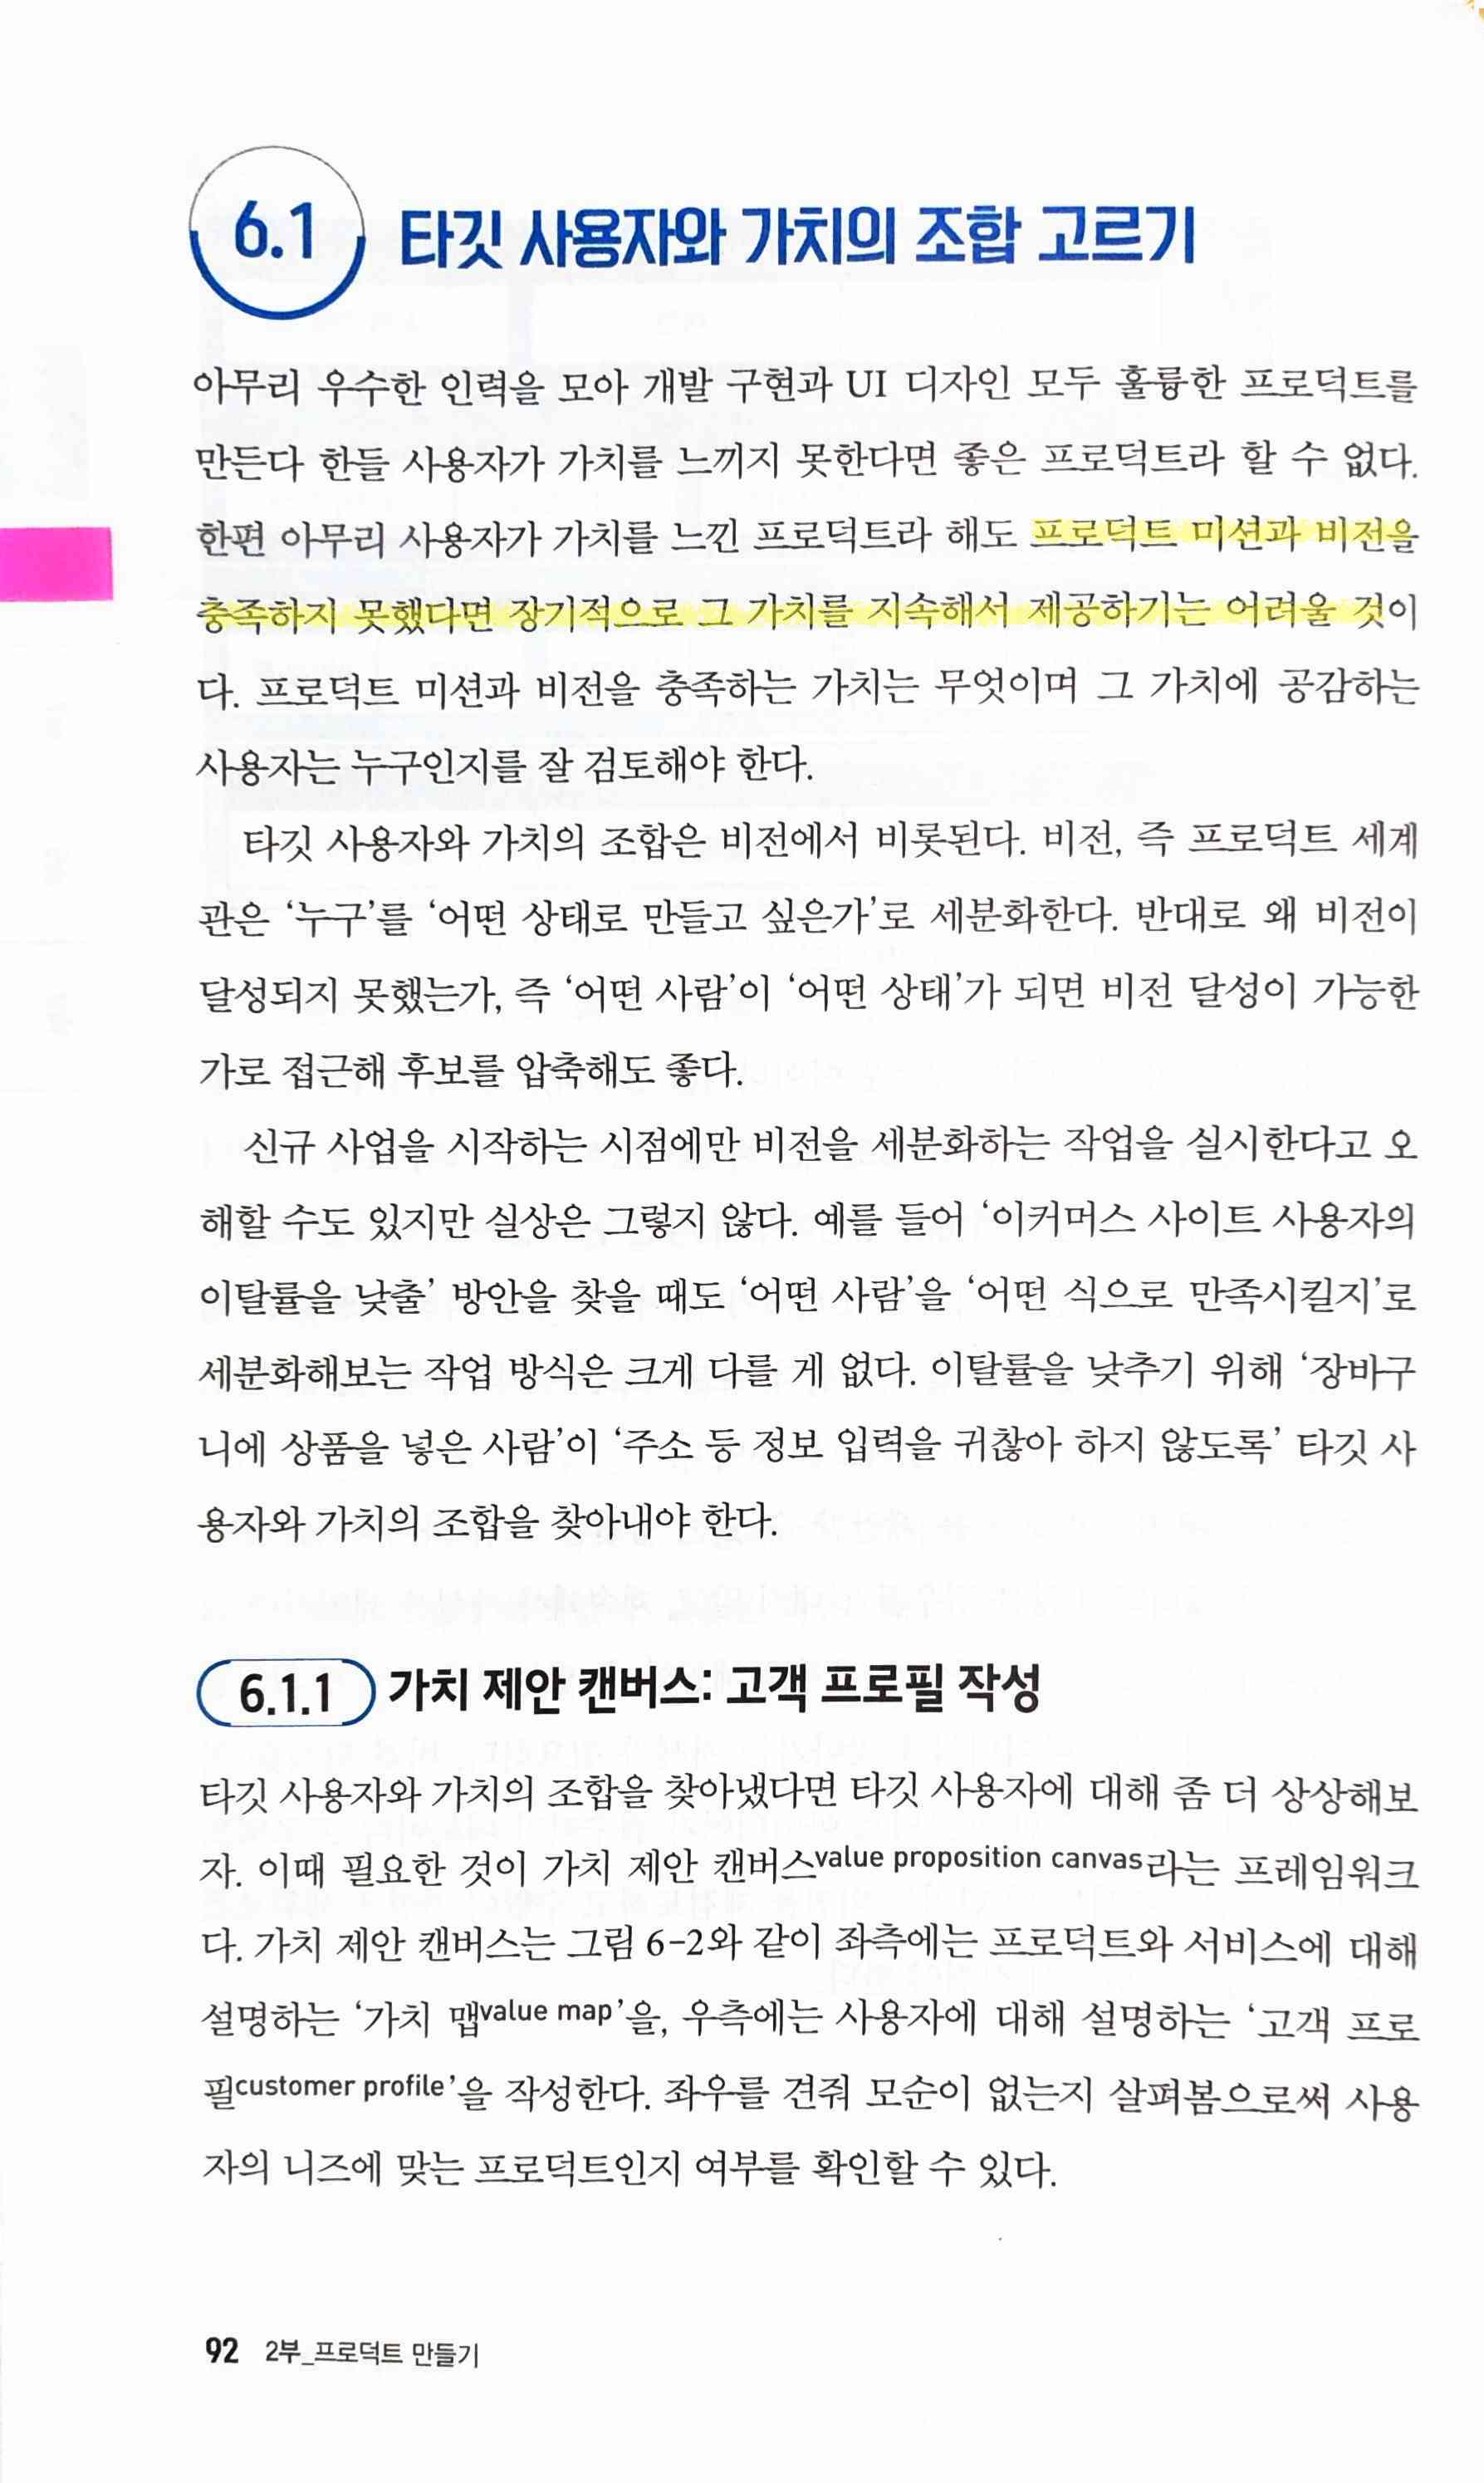 6.1 타깃 사용자와 가치의 조합 고르기
아무리 우수한 인력을 모아 개발 구현과 UI 디자인 모두 훌륭한 프로덕트를
만든다 한들 사용자가 가치를 느끼지 못한다면 좋은 프로덕트라 할 수 없다.
한편 아무리 사용자가 가치를 느낀 프로덕트라 해도 프로덕트 미션과 비전을
충족하지 못했다면 장기적으로 그 가치를 지속해서 제공하기는 어려울 것이
다. 프로덕트 미션과 비전을 충족하는 가치는 무엇이며 그 가치에 공감하는
사용자는 누구인지를 잘 검토해야 한다.
타깃 사용자와 가치의 조합은 비전에서 비롯된다. 비전, 즉 프로덕트 세계
관은 ‘누구’를 ‘어떤 상태로 만들고 싶은가’로 세분화한다. 반대로 왜 비전이
달성되지 못했는가, 즉 ‘어떤 사람’이 ‘어떤 상태’가 되면 비전 달성이 가능한
가로 접근해 후보를 압축해도 좋다.
신규 사업을 시작하는 시점에만 비전을 세분화하는 작업을 실시한다고 오
해할 수도 있지만 실상은 그렇지 않다. 예를 들어 ‘이커머스 사이트 사용자의
이탈률을 낮출’ 방안을 찾을 때도 ‘어떤 사람’을 ‘어떤 식으로 만족시킬지’로
세분화해보는 작업 방식은 크게 다를 게 없다. 이탈률을 낮추기 위해 ‘장바구
니에 상품을 넣은 사람’이 ‘주소 등 정보 입력을 귀찮아 하지 않도록’ 타깃 사
용자와 가치의 조합을 찾아내야 한다.
6.1.1 가치 제안 캔버스: 고객 프로필 작성
타깃 사용자와 가치의 조합을 찾아냈다면 타깃 사용자에 대해 좀 더 상상해보
자. 이때 필요한 것이 가치 제안 캔버스value proposition canvas라는 프레임워크
다. 가치 제안 캔버스는 그림 6-2와 같이 좌측에는 프로덕트와 서비스에 대해
설명하는 ‘가치 맵value map’을, 우측에는 사용자에 대해 설명하는 ‘고객 프로
필customer profile’을 작성한다. 좌우를 견줘 모순이 없는지 살펴봄으로써 사용
자의 니즈에 맞는 프로덕트인지 여부를 확인할 수 있다.
92 2부_프로덕트 만들기